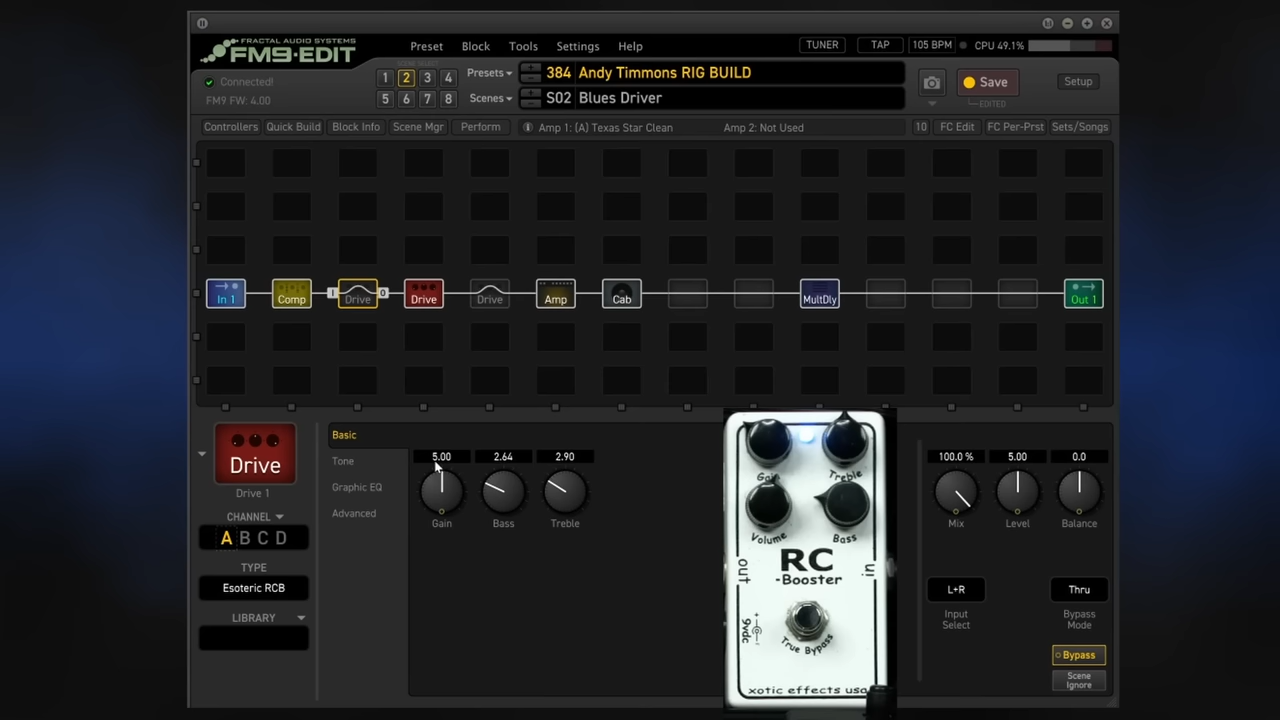 FRACTAL AUDIO SYSTEMS
FM9-EDIT
Preset Block Tools Settings Help
TUNER TAP 105 BPM CPU 49.1%
Connected!
FM9 FW: 4.00
SCENE SELECT
1 2 3 4
5 6 7 8
Presets 384 Andy Timmons RIG BUILD
Scenes S02 Blues Driver
Save
EDITED
Setup
Controllers Quick Build Block Info Scene Mgr Perform Amp 1: (A) Texas Star Clean Amp 2: Not Used 10 FC Edit FC Per-Prst Sets/Songs
In 1 Comp I Drive O Drive Drive Amp Cab MultDly Out 1
Drive
Drive 1
CHANNEL
A B C D
TYPE
Esoteric RCB
LIBRARY
Basic
Tone
Graphic EQ
Advanced
5.00 2.64 2.90
Gain Bass Treble
Gain Treble
Volume Bass
out RC in
-Booster
9vdc
True Bypass
xotic effects usa
100.0 % 5.00 0.0
Mix Level Balance
L+R Thru
Input Select
Bypass Mode
Bypass
Scene Ignore